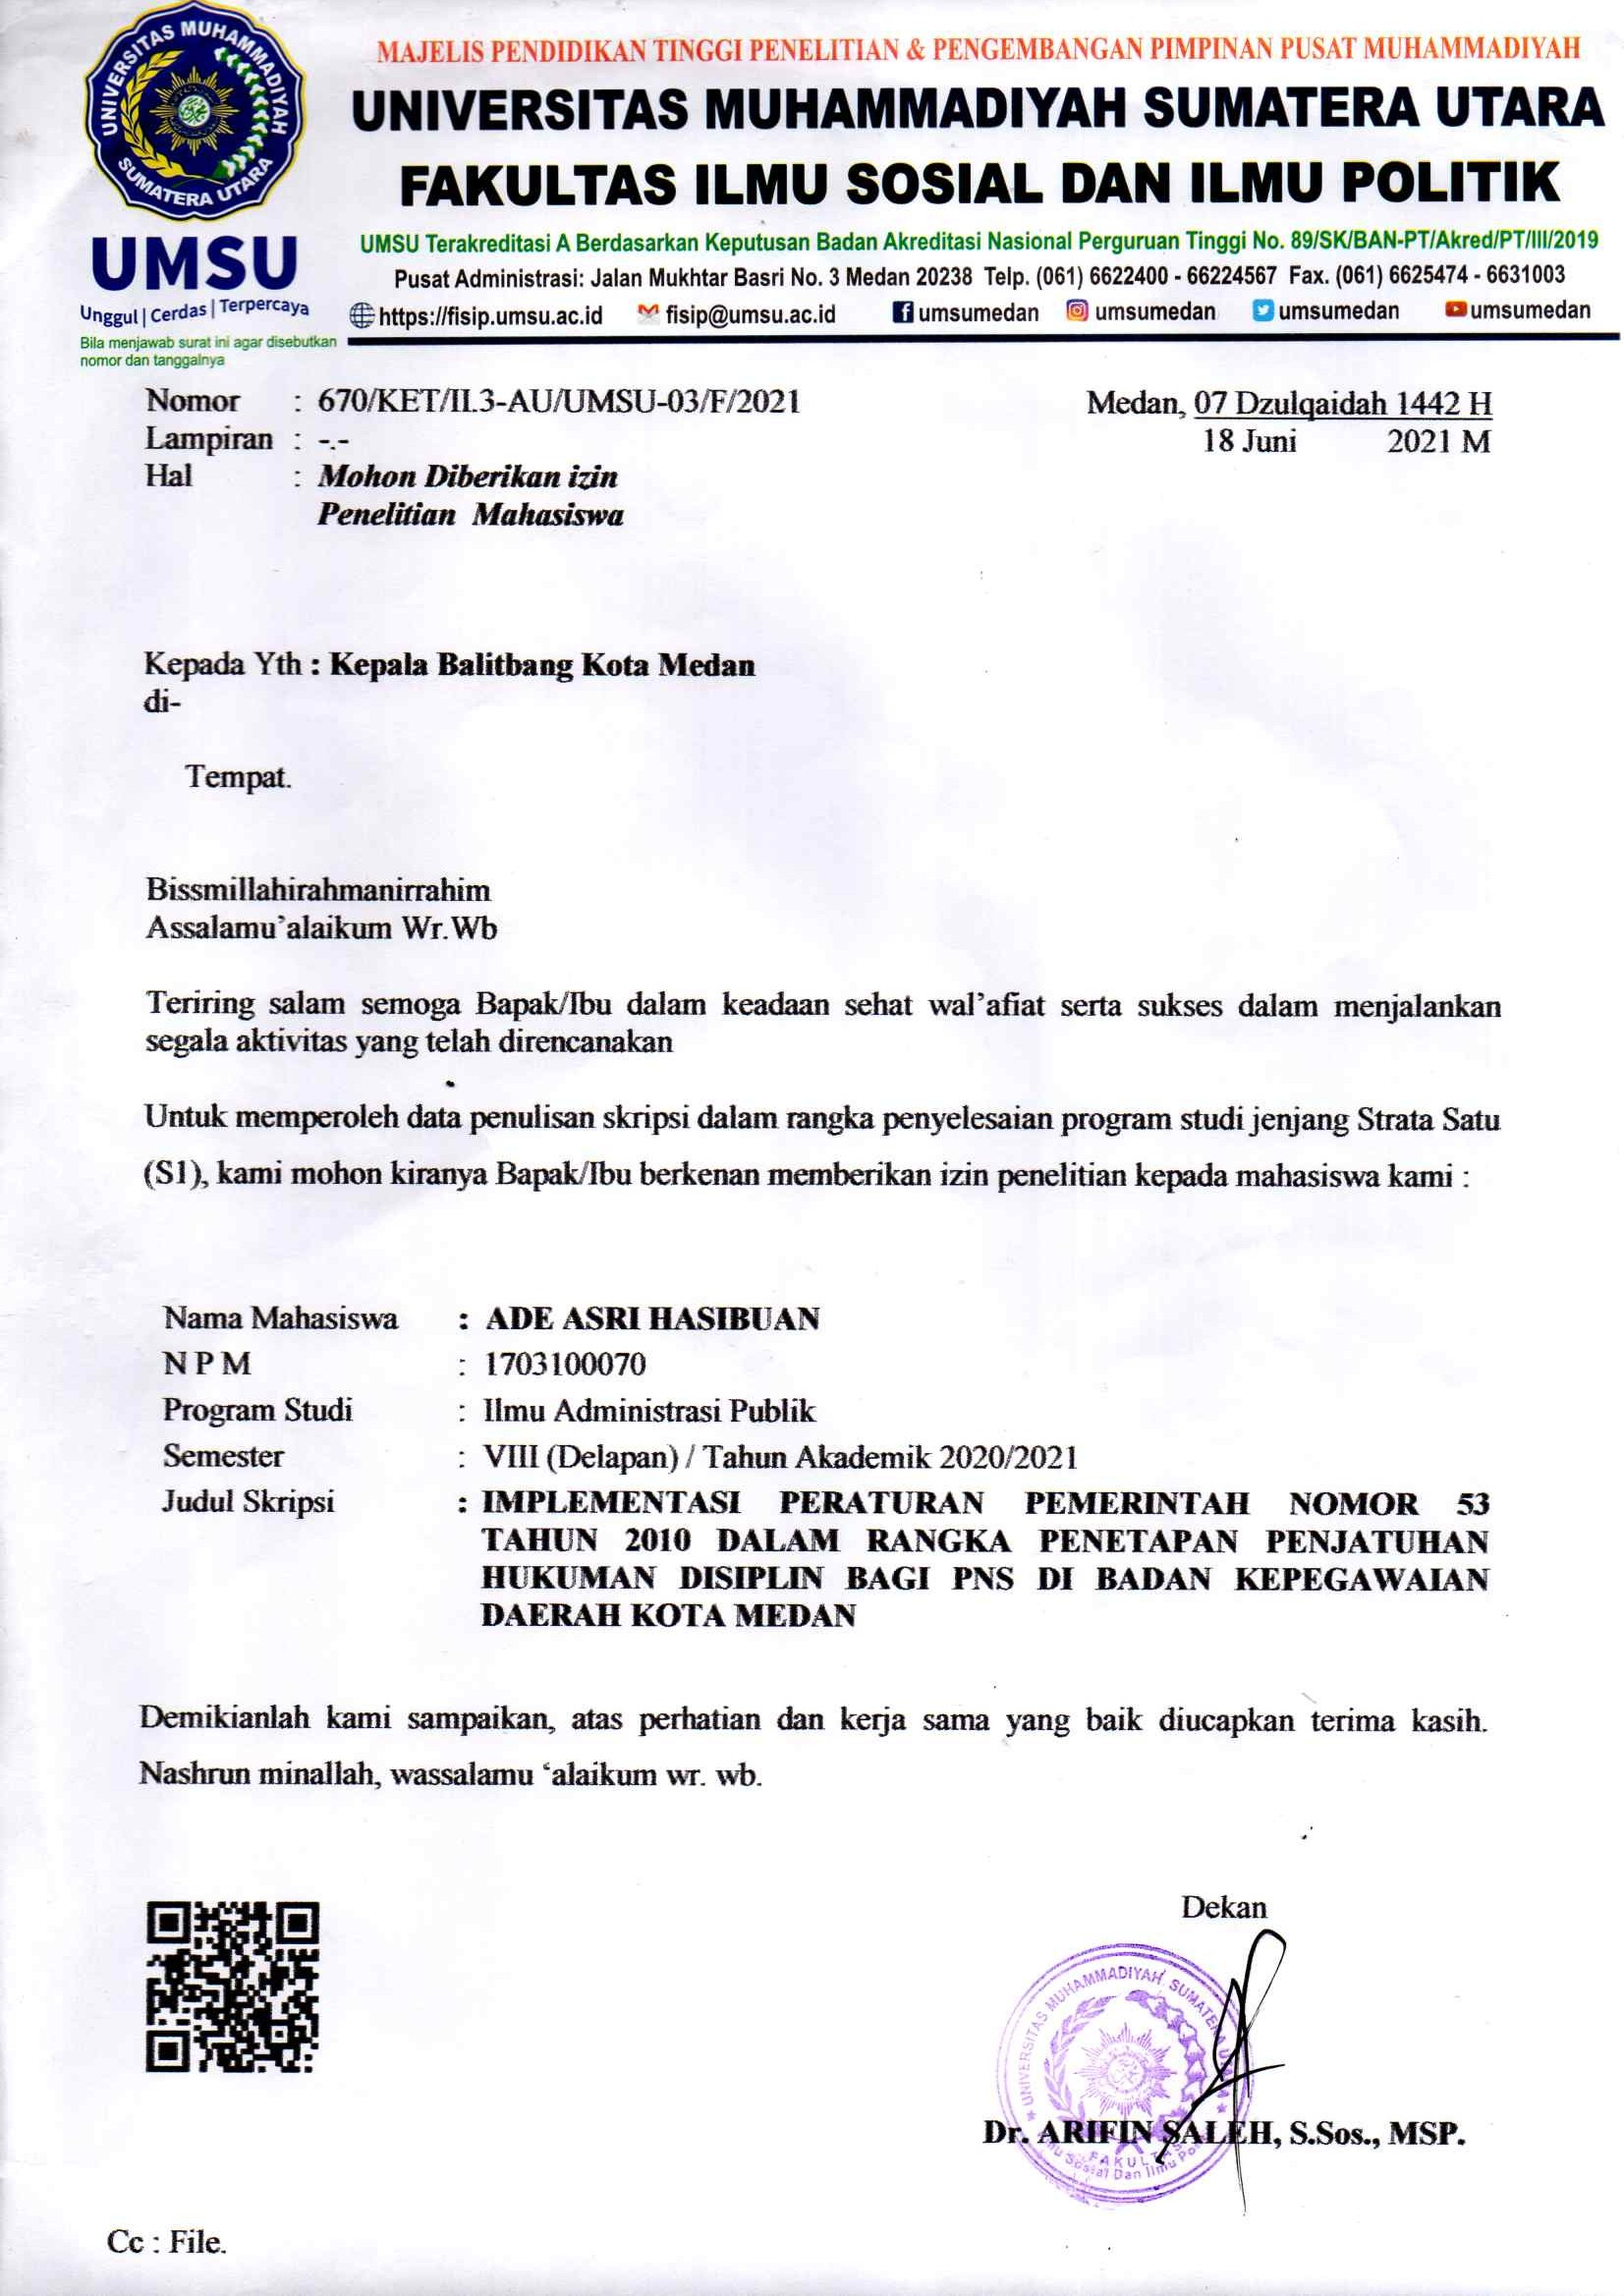 UNIVERSITAS MUHAMMADIYAH
SUMATERA UTARA
UMSU
Unggul | Cerdas | Terpercaya
Bila menjawab surat ini agar disebutkan
nomor dan tanggalnya
MAJELIS PENDIDIKAN TINGGI PENELITIAN & PENGEMBANGAN PIMPINAN PUSAT MUHAMMADIYAH
UNIVERSITAS MUHAMMADIYAH SUMATERA UTARA
FAKULTAS ILMU SOSIAL DAN ILMU POLITIK
UMSU Terakreditasi A Berdasarkan Keputusan Badan Akreditasi Nasional Perguruan Tinggi No. 89/SK/BAN-PT/Akred/PT/III/2019
Pusat Administrasi: Jalan Mukhtar Basri No. 3 Medan 20238 Telp. (061) 6622400 - 66224567 Fax. (061) 6625474 - 6631003
https://fisip.umsu.ac.id fisip@umsu.ac.id umsumedan umsumedan umsumedan umsumedan
Nomor : 670/KET/II.3-AU/UMSU-03/F/2021 Medan, 07 Dzulqaidah 1442 H
Lampiran : -.- 18 Juni 2021 M
Hal : Mohon Diberikan izin
Penelitian Mahasiswa
Kepada Yth : Kepala Balitbang Kota Medan
di-
Tempat.
Bissmillahirahmanirrahim
Assalamu’alaikum Wr.Wb
Teriring salam semoga Bapak/Ibu dalam keadaan sehat wal’afiat serta sukses dalam menjalankan
segala aktivitas yang telah direncanakan
Untuk memperoleh data penulisan skripsi dalam rangka penyelesaian program studi jenjang Strata Satu
(S1), kami mohon kiranya Bapak/Ibu berkenan memberikan izin penelitian kepada mahasiswa kami :
Nama Mahasiswa : ADE ASRI HASIBUAN
N P M : 1703100070
Program Studi : Ilmu Administrasi Publik
Semester : VIII (Delapan) / Tahun Akademik 2020/2021
Judul Skripsi : IMPLEMENTASI PERATURAN PEMERINTAH NOMOR 53
TAHUN 2010 DALAM RANGKA PENETAPAN PENJATUHAN
HUKUMAN DISIPLIN BAGI PNS DI BADAN KEPEGAWAIAN
DAERAH KOTA MEDAN
Demikianlah kami sampaikan, atas perhatian dan kerja sama yang baik diucapkan terima kasih.
Nashrun minallah, wassalamu ‘alaikum wr. wb.
Dekan
UNIVERSITAS MUHAMMADIYAH SUMATERA UTARA
FAKULTAS
Ilmu Sosial Dan Ilmu
Dr. ARIFIN SALEH, S.Sos., MSP.
Cc : File.